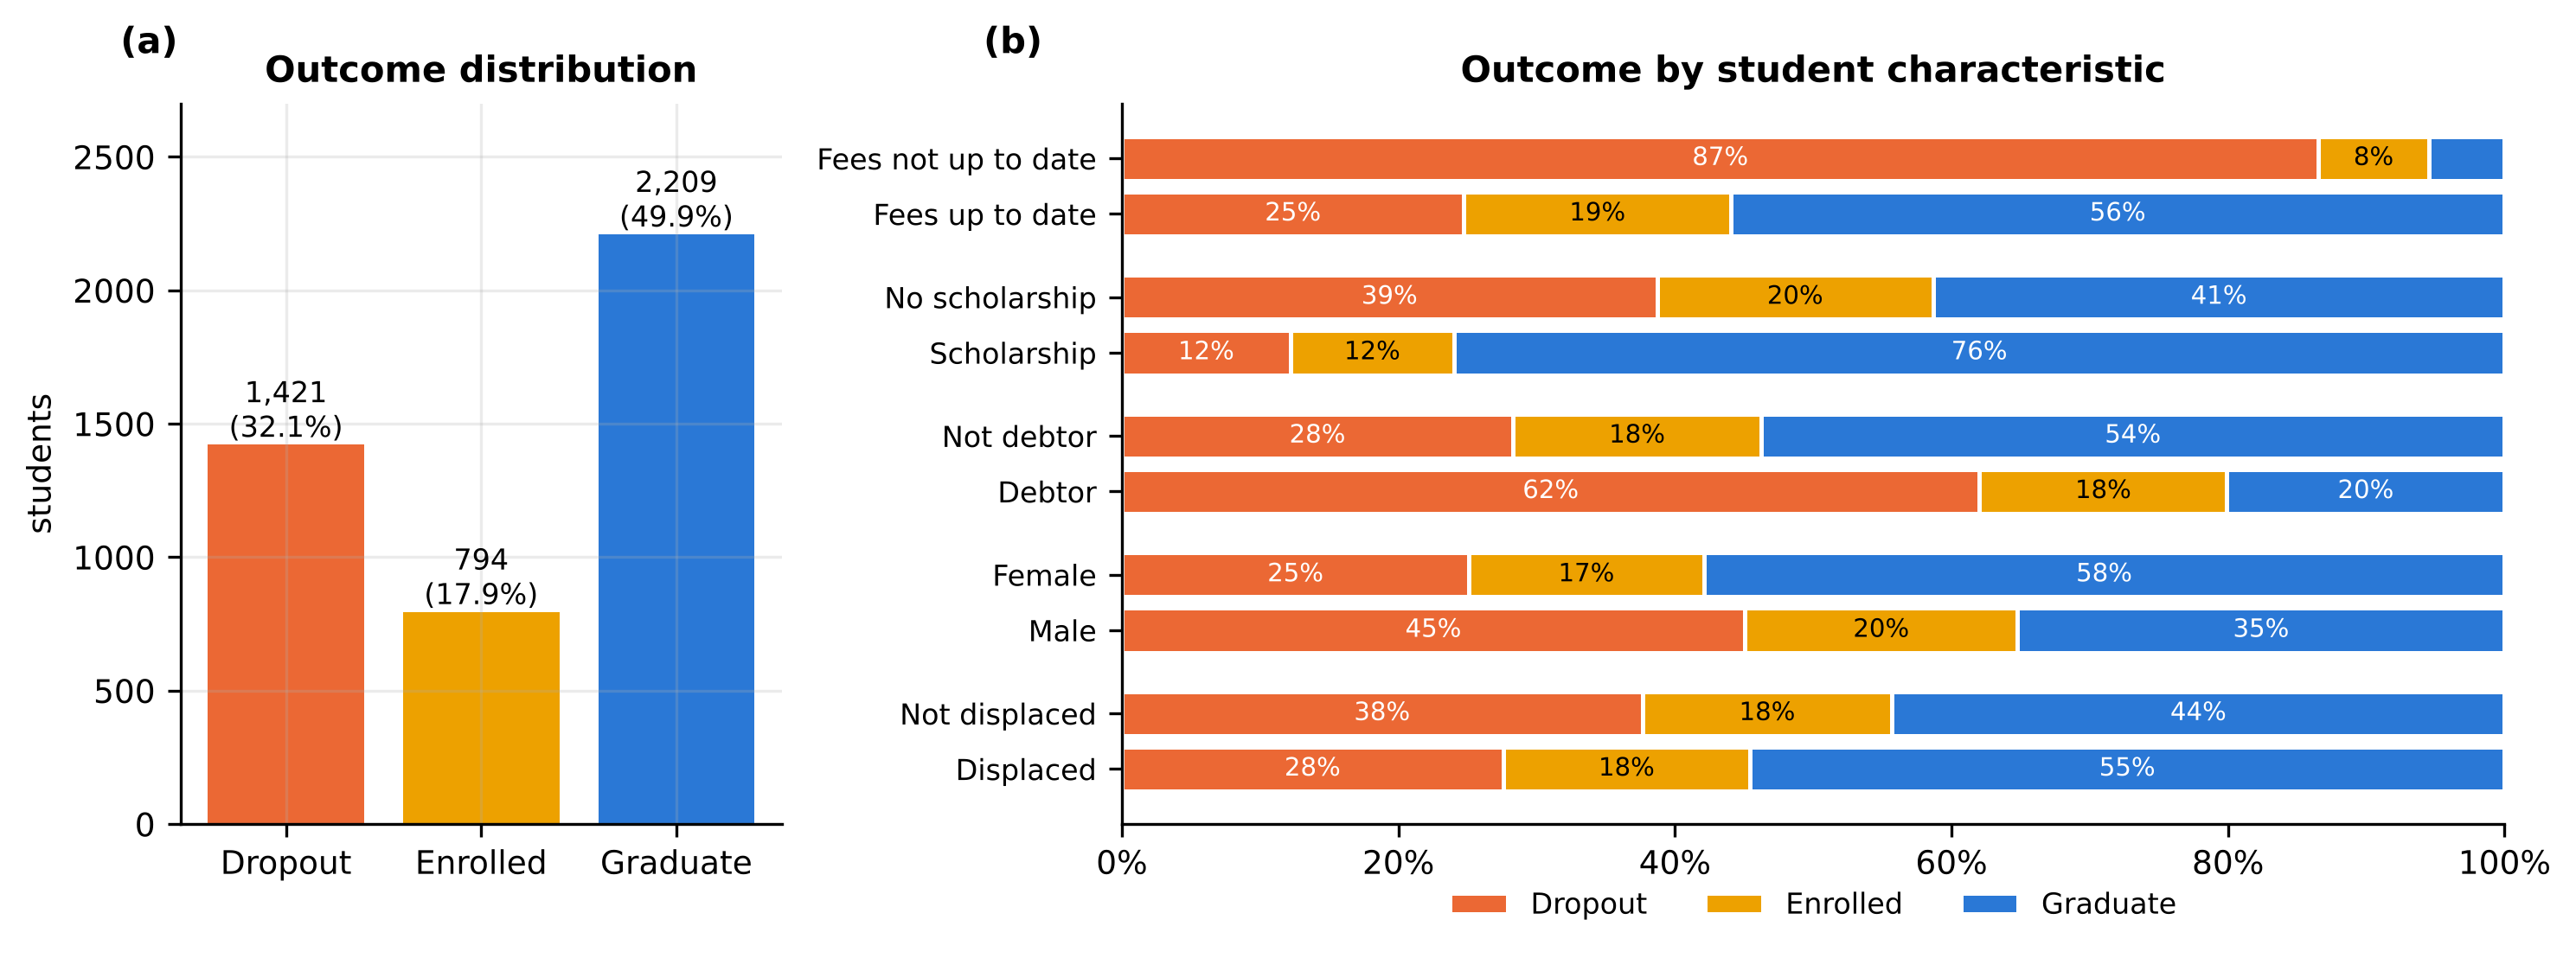 (a)
Outcome distribution
students
2500
2000
1500
1000
500
0
1,421
(32.1%)
794
(17.9%)
2,209
(49.9%)
Dropout
Enrolled
Graduate
(b)
Outcome by student characteristic
Fees not up to date
87%
8%
Fees up to date
25%
19%
56%
No scholarship
39%
20%
41%
Scholarship
12%
12%
76%
Not debtor
28%
18%
54%
Debtor
62%
18%
20%
Female
25%
17%
58%
Male
45%
20%
35%
Not displaced
38%
18%
44%
Displaced
28%
18%
55%
0%
20%
40%
60%
80%
100%
Dropout
Enrolled
Graduate